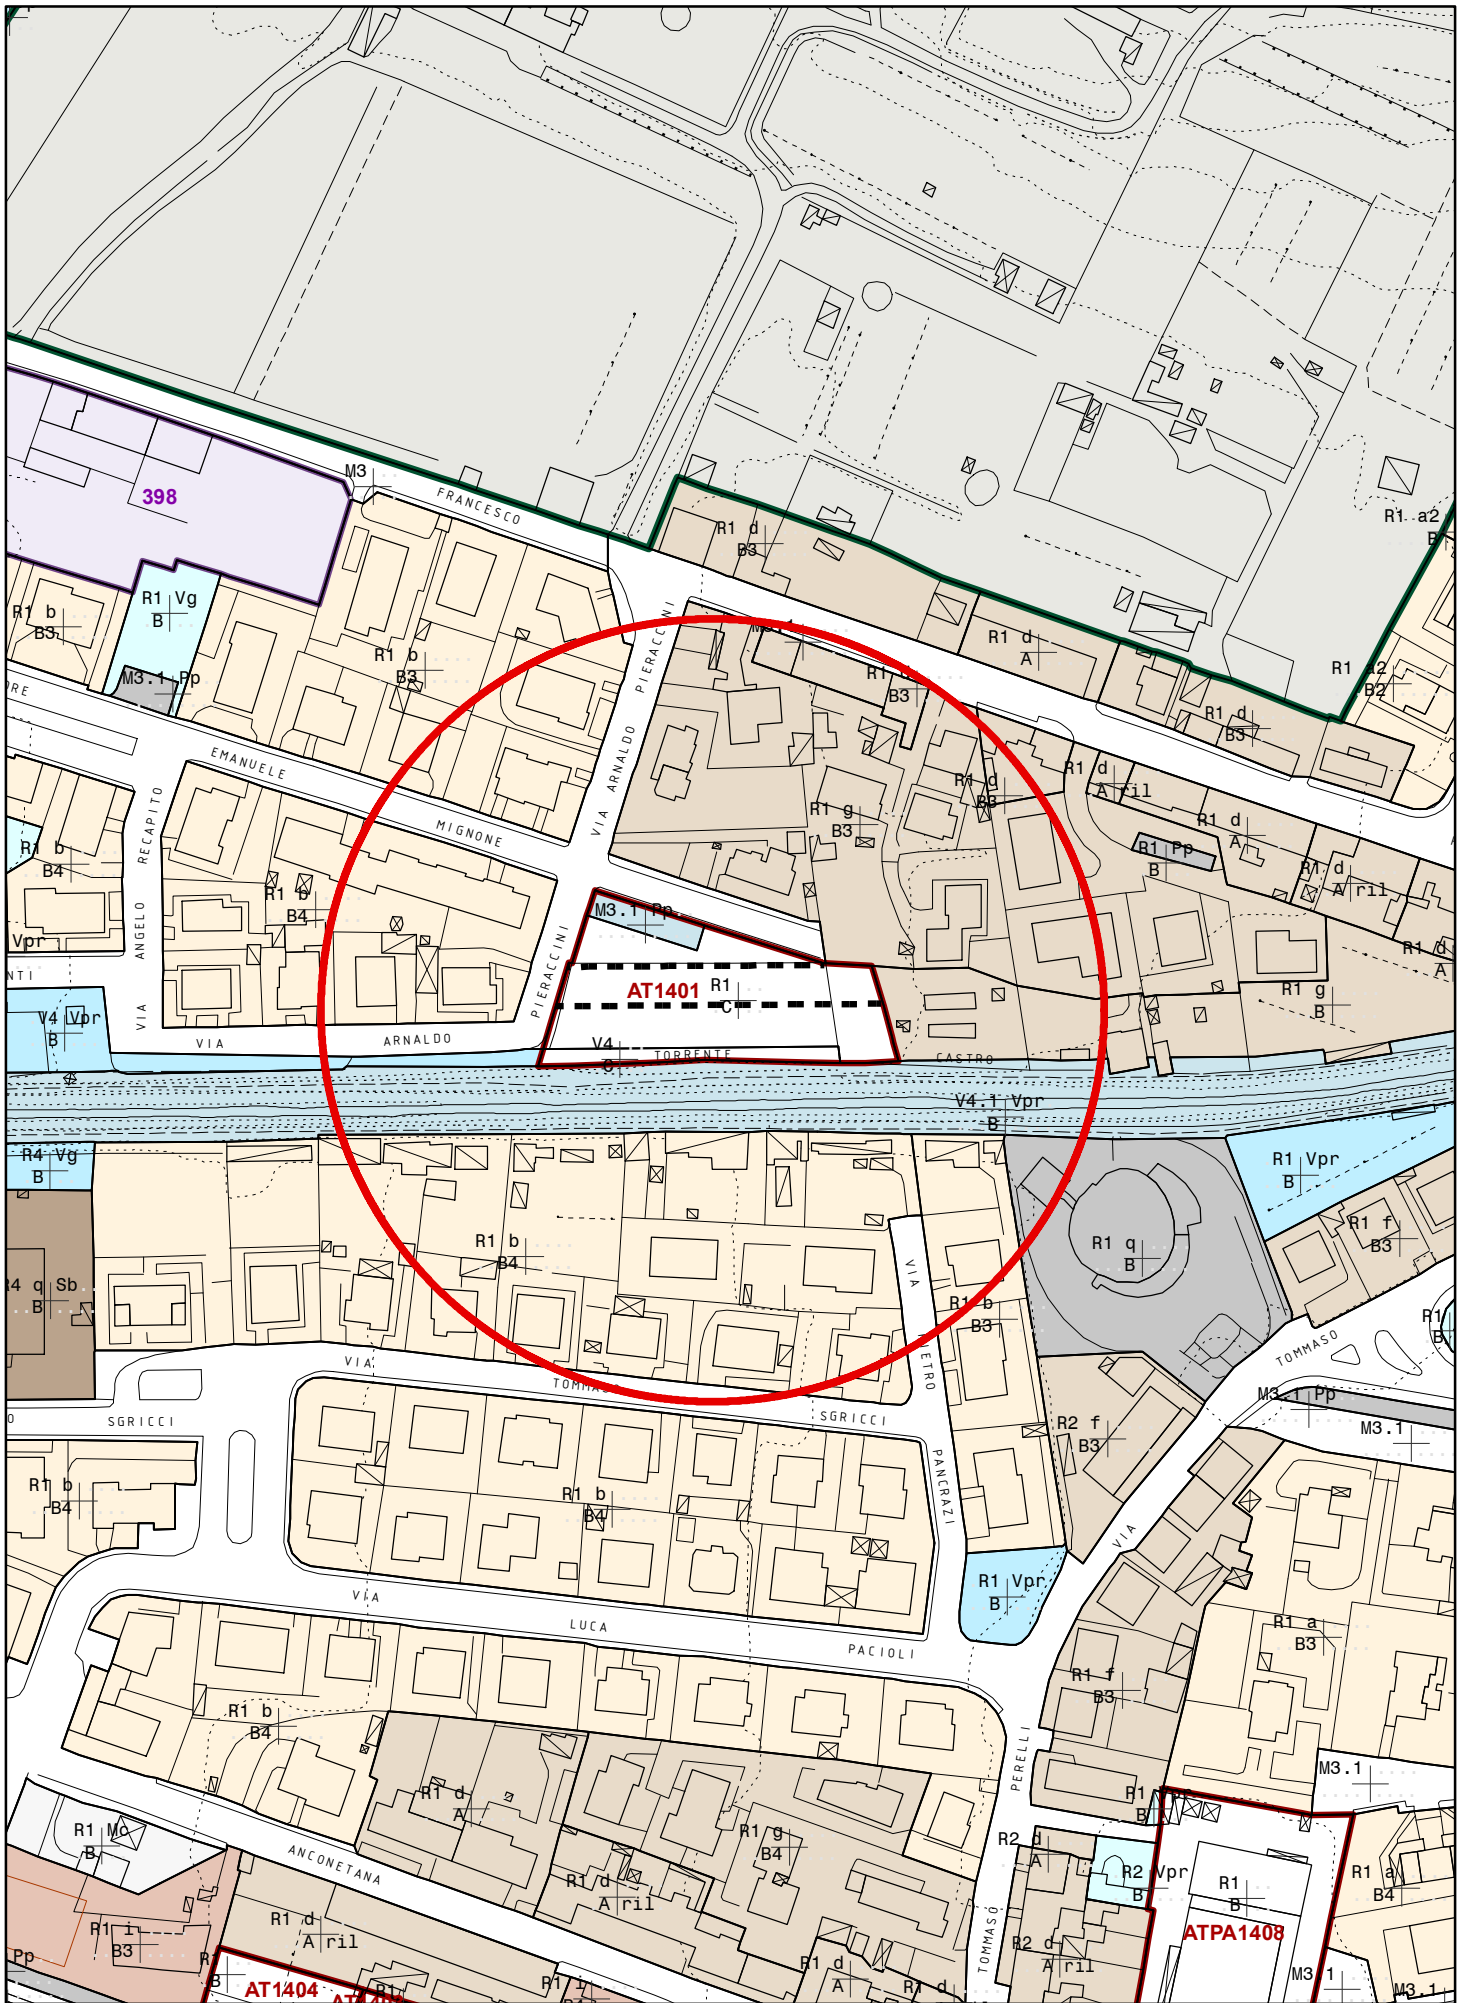 M3
398
FRANCESCO
R1 d
B3
R1 a2
B
R1 Vg
B
R1 b
B3
R1 b
B3
PIERACCINI
R1 d
A
R1 a2
B2
M3.1 Pp
B3
R1 d
B3
EMANUELE
VIA ARNALDO
R1 d
B3
R1 d
A ril
RECAPITO
MIGNONE
R1 g
B3
R1 d
A
R1 b
B4
R1 Pp
B
R1 d
A ril
R1 b
B4
M3.1 Pp
ANGELO
Vpr
PIERACCINI
R1 d
A
NTI
AT1401
R1
C
R1 g
B
V4 Vpr
B
VIA
VIA
ARNALDO
V4
C
TORRENTE
CASTRO
V4.1 Vpr
B
R4 Vg
B
R1 Vpr
B
R1 b
B4
R1 q
B
R1 f
B3
VIA
R4 q Sb
B
R1 b
B3
R1
B
VIA
TOMMASO
TOMMASO
SGRICCI
SGRICCI
M3.1 Pp
R2 f
B3
M3.1
R1 b
B4
R1 b
B4
PANCRAZI
VIA
VIA
R1 Vpr
B
LUCA
PACIOLI
R1 a
B3
R1 f
B3
R1 b
B4
PERELLI
M3.1
R1 d
A
B
R1 Mc
B
R1 g
B4
R2 d
A
ANCONETANA
R2 Vpr
B
R1 a
B4
R1 d
A ril
R1
B
R1 i
B3
R1 d
A ril
TOMMASO
ATPA1408
R2 d
A ril
Pp
B
R1 d
A
M3.1
AT1404
R1 i
R1 d
M3.1